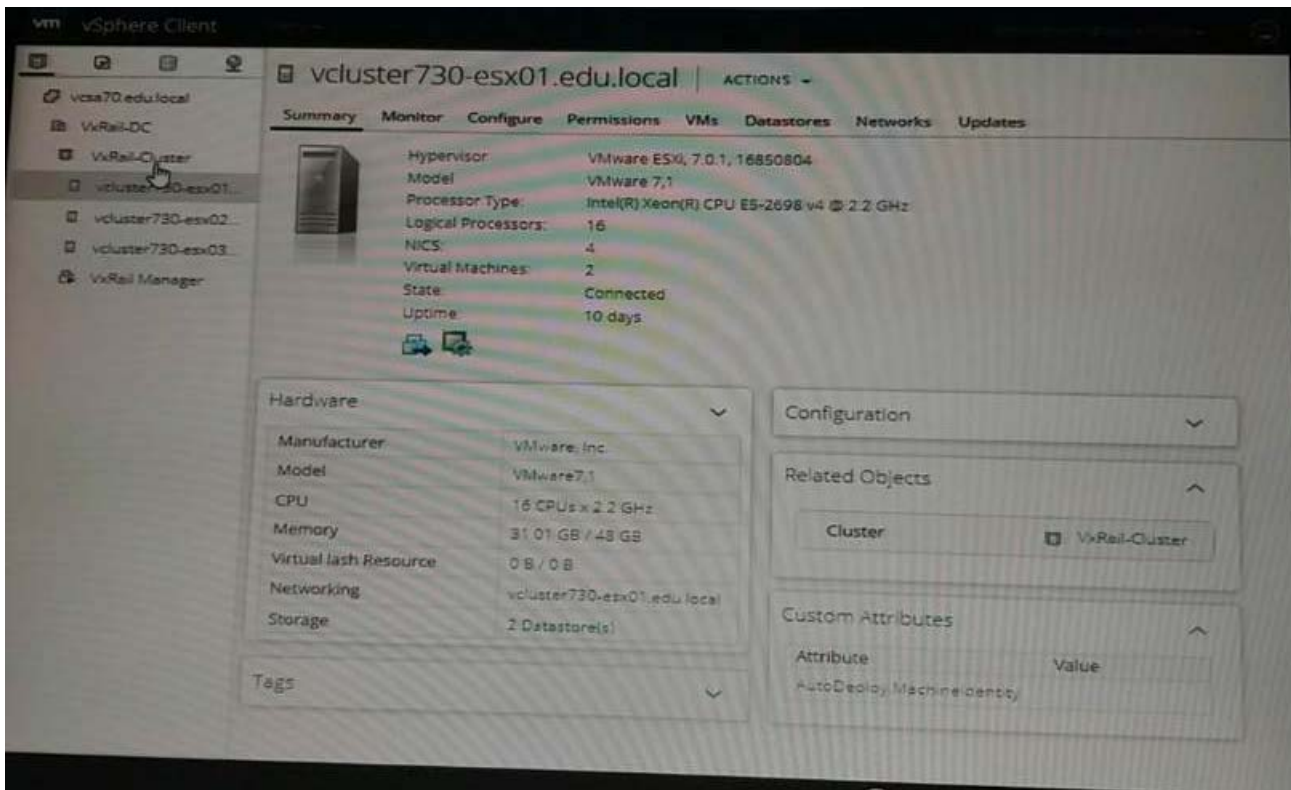 vm vSphere Client
vcsa70.edu.local
VxRail-DC
VxRail-Cluster
vcluster730-esx01...
vcluster730-esx02...
vcluster730-esx03...
VxRail Manager
vcluster730-esx01.edu.local | ACTIONS
Summary Monitor Configure Permissions VMs Datastores Networks Updates
Hypervisor: VMware ESXi, 7.0.1, 16850804
Model VMware 7,1
Processor Type: Intel(R) Xeon(R) CPU E5-2698 v4 @ 2.2 GHz
Logical Processors: 16
NICS: 4
Virtual Machines: 2
State: Connected
Uptime: 10 days
Hardware
Manufacturer VMware, Inc.
Model VMware7,1
CPU 16 CPUs x 2.2 GHz
Memory 31.01 GB / 48 GB
Virtual lash Resource 0 B / 0 B
Networking vcluster730-esx01.edu.local
Storage 2 Datastore(s)
Tags
Configuration
Related Objects
Cluster VxRail-Cluster
Custom Attributes
Attribute Value
AutoDeploy.MachineIdentity